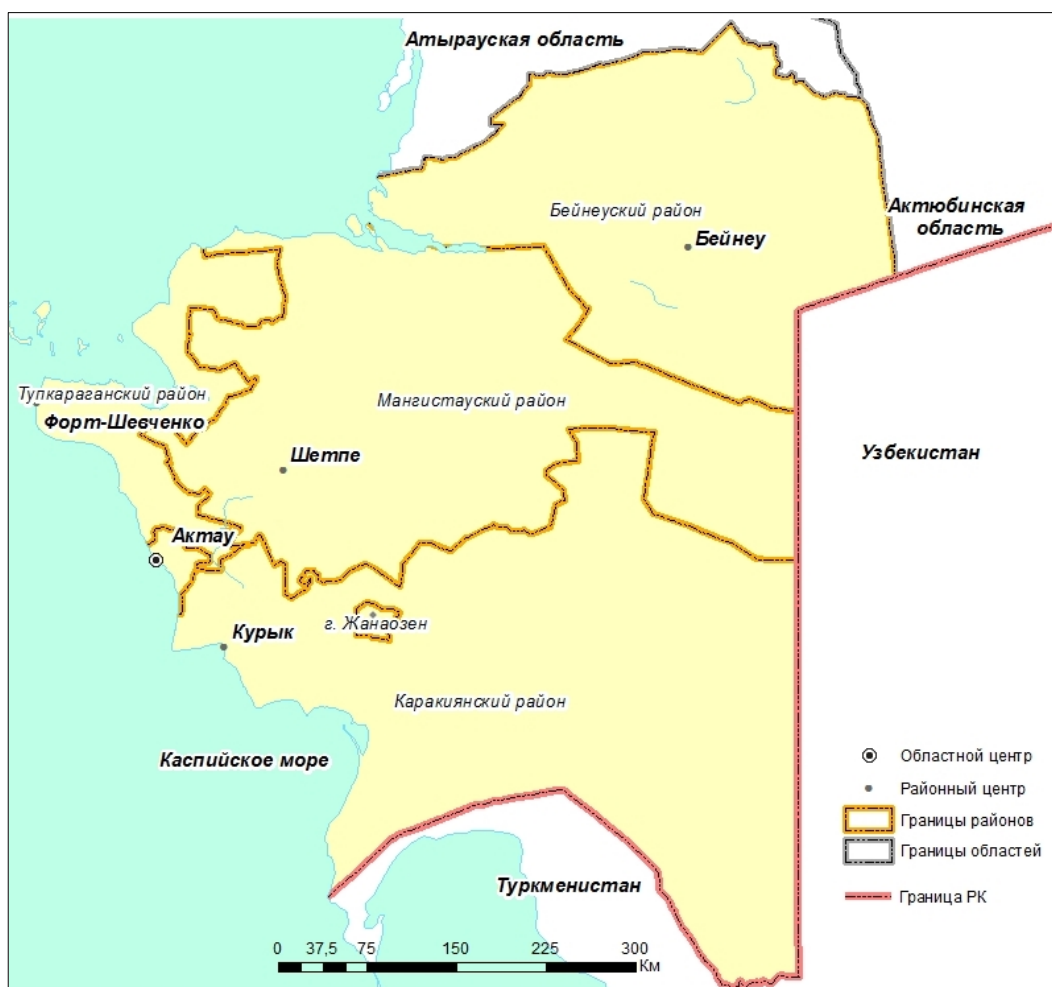 Атырауская область
Бейнеуский район
Бейнеу
Актюбинская
область
Тупкараганский район
Форт-Шевченко
Мангистауский район
Шетпе
Узбекистан
Актау
г. Жанаозен
Курык
Каракиянский район
Каспийское море
Туркменистан
Областной центр
Районный центр
Границы районов
Границы областей
Граница РК
0 37,5 75 150 225 300
Км